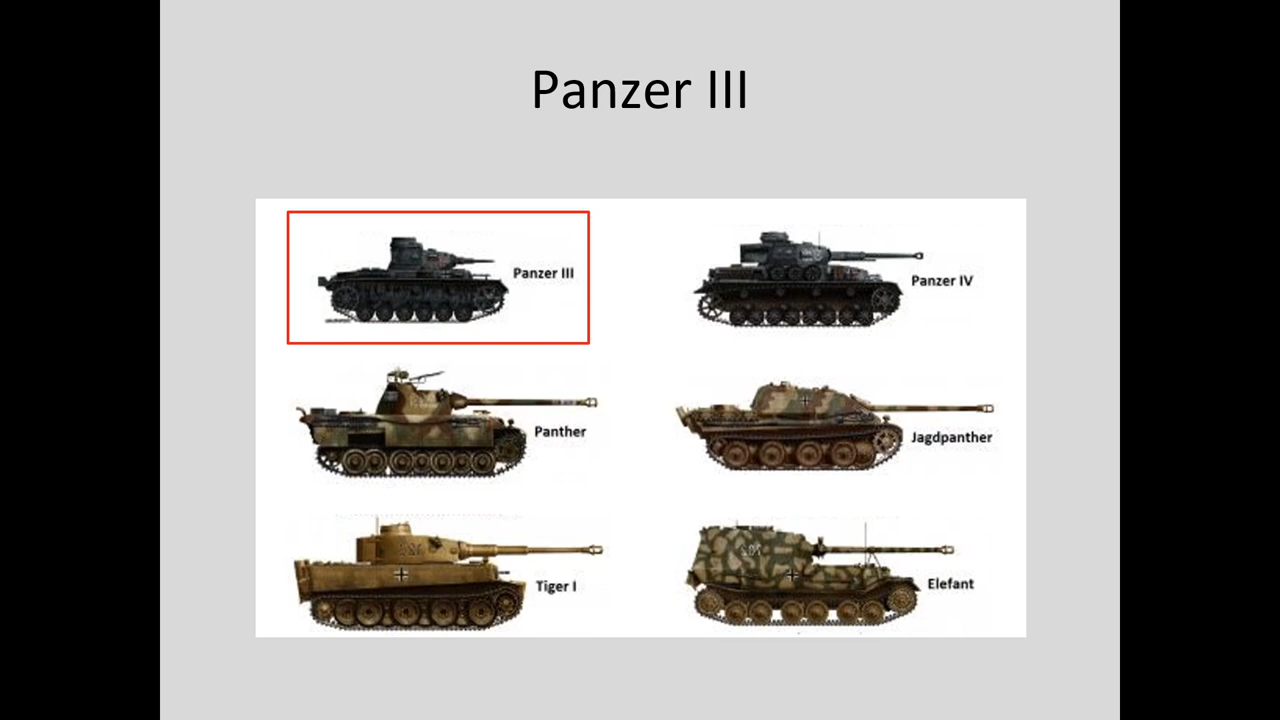 Panzer III
Panzer III
Panzer IV
Panther
Jagdpanther
Tiger I
Elefant